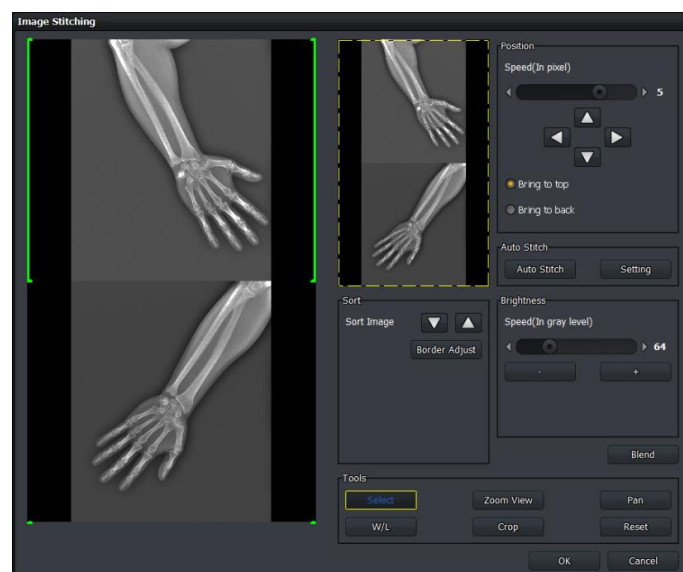 Image Stitching
Position
Speed(In pixel)
5
Bring to top
Bring to back
Auto Stitch
Auto Stitch
Setting
Sort
Sort Image
Border Adjust
Brightness
Speed(In gray level)
64
-
+
Blend
Tools
Select
Zoom View
Pan
W/L
Crop
Reset
OK
Cancel